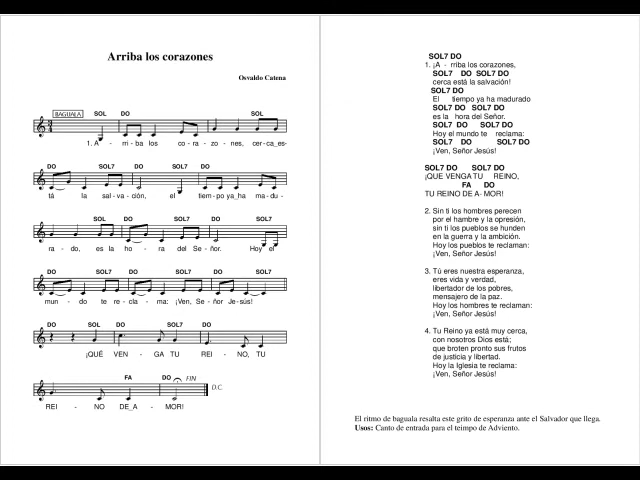 Arriba los corazones
Osvaldo Catena
BAGUALA SOL DO SOL
1. A - rri-ba los co-ra-zo-nes, cer-ca_es-
DO SOL7 DO SOL7 DO
tá la sal-va-ción, el tiem-po ya_ha ma-du-
SOL DO SOL7 DO SOL7
ra-do, es la ho-ra del Se-ñor. Hoy el
DO SOL7 DO SOL7 DO SOL7
mun-do te re-cla-ma: ¡Ven, Se-ñor Je-sús!
DO SOL DO SOL7 DO
¡QUÉ VEN-GA TU REI-NO, TU
FA DO FIN
D.C.
REI-NO DE_A-MOR!
SOL7 DO
1. ¡A - rriba los corazones,
SOL7 DO SOL7 DO
cerca está la salvación!
SOL7 DO
El tiempo ya ha madurado
SOL7 DO SOL7 DO
es la hora del Señor.
SOL7 DO SOL7 DO
Hoy el mundo te reclama:
SOL7 DO SOL7 DO
¡Ven, Señor Jesús!
SOL7 DO SOL7 DO
¡QUE VENGA TU REINO,
FA DO
TU REINO DE A-MOR!
2. Sin ti los hombres perecen
por el hambre y la opresión,
sin ti los pueblos se hunden
en la guerra y la ambición.
Hoy los pueblos te reclaman:
¡Ven, Señor Jesús!
3. Tú eres nuestra esperanza,
eres vida y verdad,
libertador de los pobres,
mensajero de la paz.
Hoy los hombres te reclaman:
¡Ven, Señor Jesús!
4. Tu Reino ya está muy cerca,
con nosotros Dios está;
que broten pronto sus frutos
de justicia y libertad.
Hoy la Iglesia te reclama:
¡Ven, Señor Jesús!
El ritmo de baguala resalta este grito de esperanza ante el Salvador que llega.
Usos: Canto de entrada para el teimpo de Adviento.